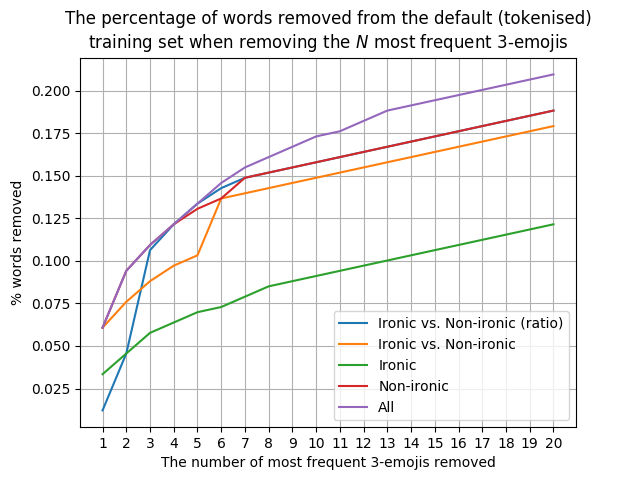 The percentage of words removed from the default (tokenised)
training set when removing the N most frequent 3-emojis
% words removed
0.200
0.175
0.150
0.125
0.100
0.075
0.050
0.025
Ironic vs. Non-ironic (ratio)
Ironic vs. Non-ironic
Ironic
Non-ironic
All
1 2 3 4 5 6 7 8 9 10 11 12 13 14 15 16 17 18 19 20
The number of most frequent 3-emojis removed